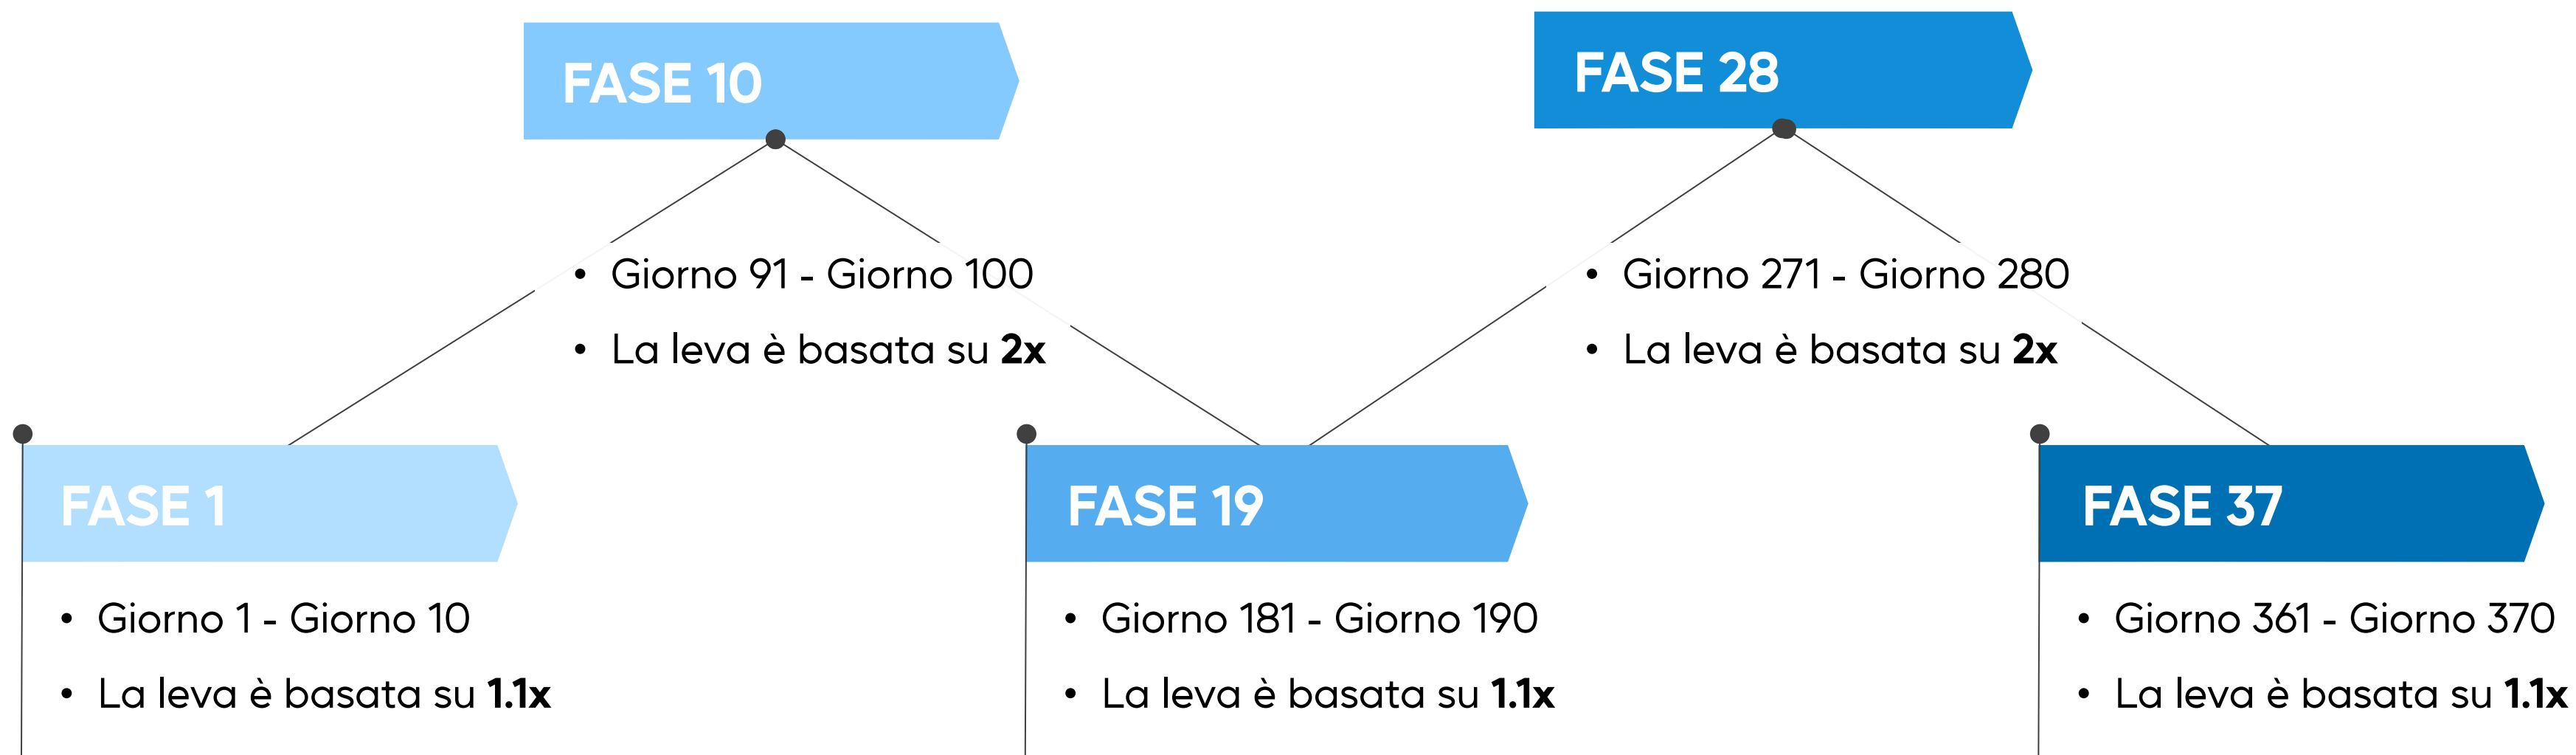 FASE 10
• Giorno 91 - Giorno 100
• La leva è basata su 2x
FASE 28
• Giorno 271 - Giorno 280
• La leva è basata su 2x
FASE 1
• Giorno 1 - Giorno 10
• La leva è basata su 1.1x
FASE 19
• Giorno 181 - Giorno 190
• La leva è basata su 1.1x
FASE 37
• Giorno 361 - Giorno 370
• La leva è basata su 1.1x